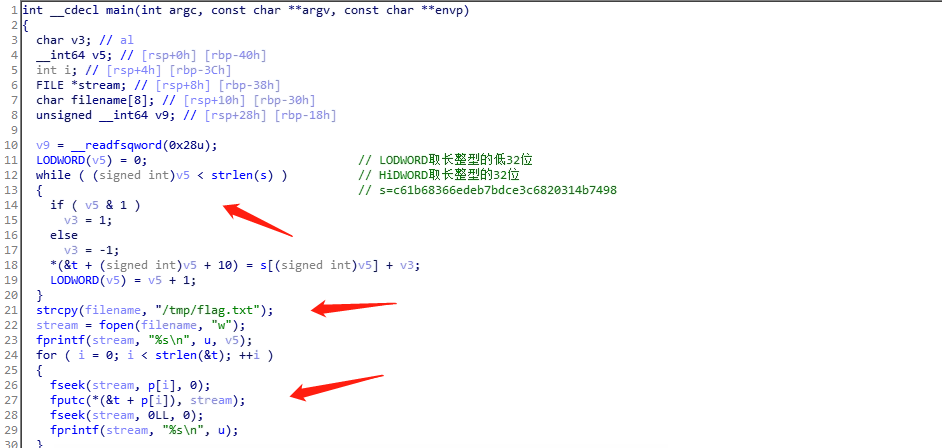 1 int __cdecl main(int argc, const char **argv, const char **envp)
2 {
3 char v3; // al
4 __int64 v5; // [rsp+0h] [rbp-40h]
5 int i; // [rsp+4h] [rbp-3Ch]
6 FILE *stream; // [rsp+8h] [rbp-38h]
7 char filename[8]; // [rsp+10h] [rbp-30h]
8 unsigned __int64 v9; // [rsp+28h] [rbp-18h]
9
10 v9 = __readfsqword(0x28u);
11 LODWORD(v5) = 0; // LODWORD取长整型的低32位
12 while ( (signed int)v5 < strlen(s) ) // HiDWORD取长整型的32位
13 { // s=c61b68366edeb7bdce3c6820314b7498
14 if ( v5 & 1 )
15 v3 = 1;
16 else
17 v3 = -1;
18 *(&t + (signed int)v5 + 10) = s[(signed int)v5] + v3;
19 LODWORD(v5) = v5 + 1;
20 }
21 strcpy(filename, "/tmp/flag.txt");
22 stream = fopen(filename, "w");
23 fprintf(stream, "%s\n", u, v5);
24 for ( i = 0; i < strlen(&t); ++i )
25 {
26 fseek(stream, p[i], 0);
27 fputc(*(&t + p[i]), stream);
28 fseek(stream, 0LL, 0);
29 fprintf(stream, "%s\n", u);
30 }